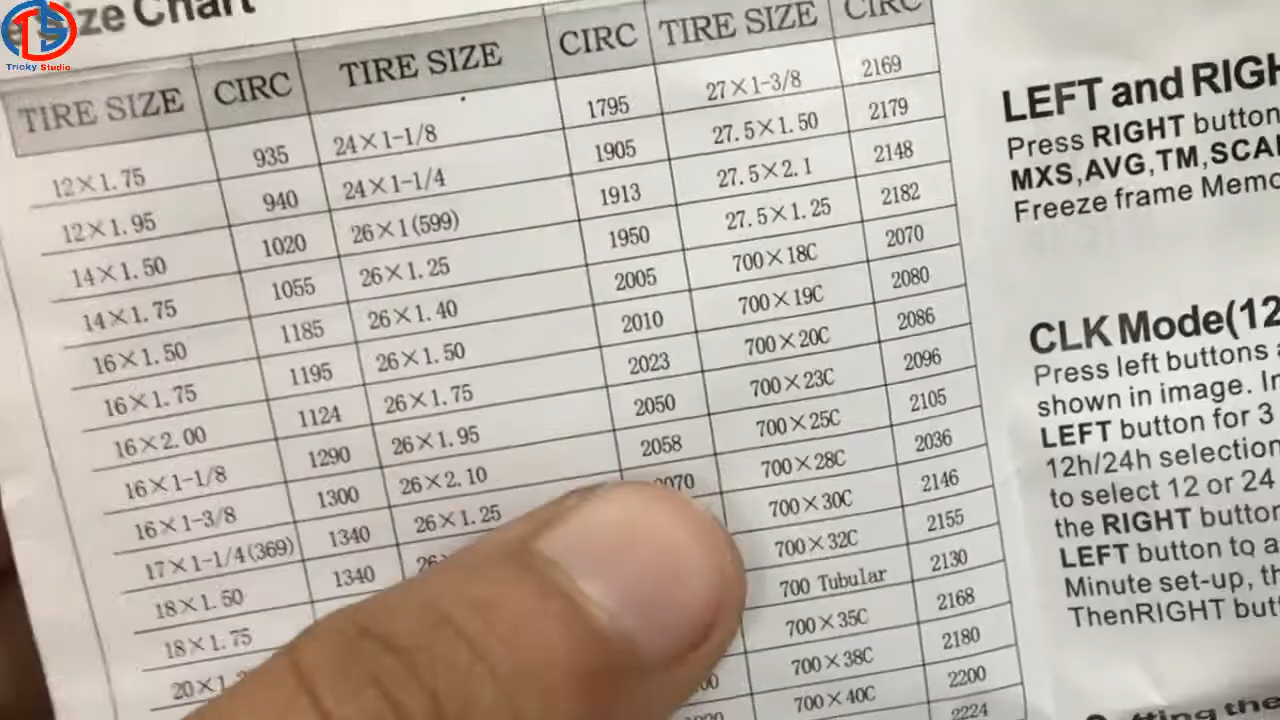 Size Chart
TS
Tricky Studio
TIRE SIZE CIRC TIRE SIZE CIRC TIRE SIZE CIRC
12×1.75 935 24×1-1/8 1795 27×1-3/8 2169
12×1.95 940 24×1-1/4 1905 27.5×1.50 2179
14×1.50 1020 26×1(599) 1913 27.5×2.1 2148
14×1.75 1055 26×1.25 1950 27.5×1.25 2182
16×1.50 1185 26×1.40 2005 700×18C 2070
16×1.75 1195 26×1.50 2010 700×19C 2080
16×2.00 1124 26×1.75 2023 700×20C 2086
16×1-1/8 1290 26×1.95 2050 700×23C 2096
16×1-3/8 1300 26×2.10 2058 700×25C 2105
17×1-1/4(369) 1340 26×1.25 700×28C 2036
18×1.50 1340 700×30C 2146
18×1.75 700×32C 2155
700 Tubular 2130
700×35C 2168
700×38C 2180
700×40C 2200
2224
LEFT and RIGH
Press RIGHT button
MXS,AVG,TM,SCA
Freeze frame Memo
CLK Mode(12
Press left buttons a
shown in image. In
LEFT button for 3
12h/24h selection
to select 12 or 24
the RIGHT button
LEFT button to a
Minute set-up, th
ThenRIGHT butt
the